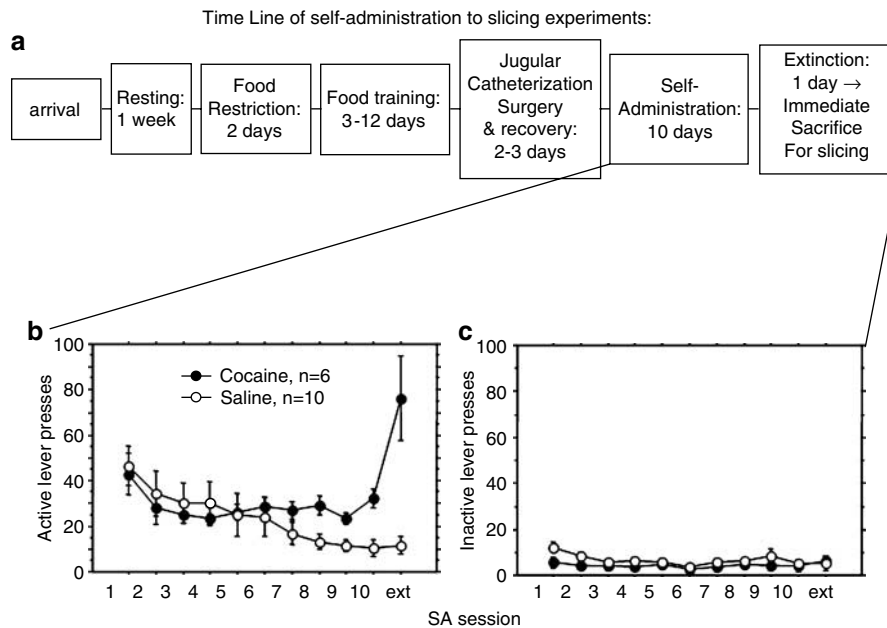 Time Line of self-administration to slicing experiments:
a
arrival
Resting:
1 week
Food
Restriction:
2 days
Food training:
3-12 days
Jugular
Catheterization
Surgery
& recovery:
2-3 days
Self-
Administration:
10 days
Extinction:
1 day →
Immediate
Sacrifice
For slicing
b
100
80
60
40
20
0
Active lever presses
Cocaine, n=6
Saline, n=10
1 2 3 4 5 6 7 8 9 10 ext
c
100
80
60
40
20
0
Inactive lever presses
1 2 3 4 5 6 7 8 9 10 ext
SA session